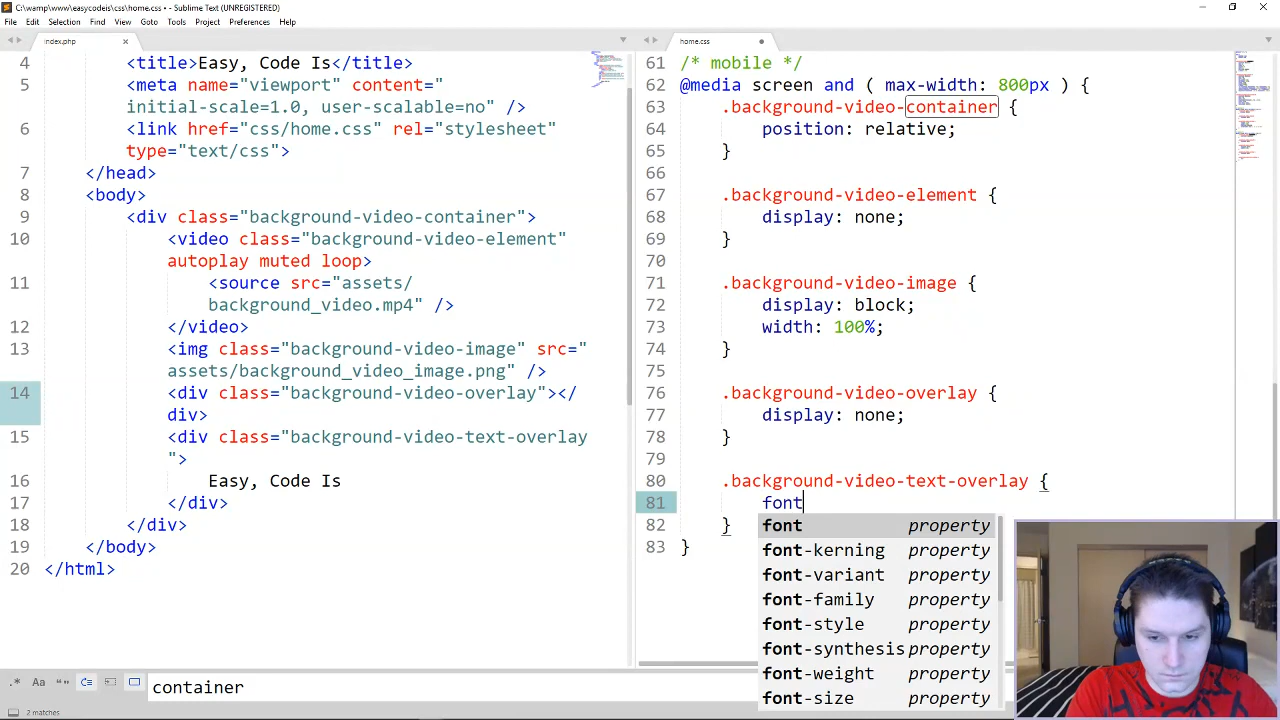 C:\wamp\www\easycodeis\css\home.css • - Sublime Text (UNREGISTERED)
File Edit Selection Find View Goto Tools Project Preferences Help
index.php
home.css
4 <title>Easy, Code Is</title>
5 <meta name="viewport" content="
initial-scale=1.0, user-scalable=no" />
6 <link href="css/home.css" rel="stylesheet"
type="text/css">
7 </head>
8 <body>
9 <div class="background-video-container">
10 <video class="background-video-element"
autoplay muted loop>
11 <source src="assets/
background_video.mp4" />
12 </video>
13 <img class="background-video-image" src="
assets/background_video_image.png" />
14 <div class="background-video-overlay"></
div>
15 <div class="background-video-text-overlay
">
16 Easy, Code Is
17 </div>
18 </div>
19 </body>
20 </html>
61 /* mobile */
62 @media screen and ( max-width: 800px ) {
63 .background-video-container {
64 position: relative;
65 }
66
67 .background-video-element {
68 display: none;
69 }
70
71 .background-video-image {
72 display: block;
73 width: 100%;
74 }
75
76 .background-video-overlay {
77 display: none;
78 }
79
80 .background-video-text-overlay {
81 font
82 }
83 }
font property
font-kerning property
font-variant property
font-family property
font-style property
font-synthesis property
font-weight property
font-size property
.* Aa “” container
2 matches